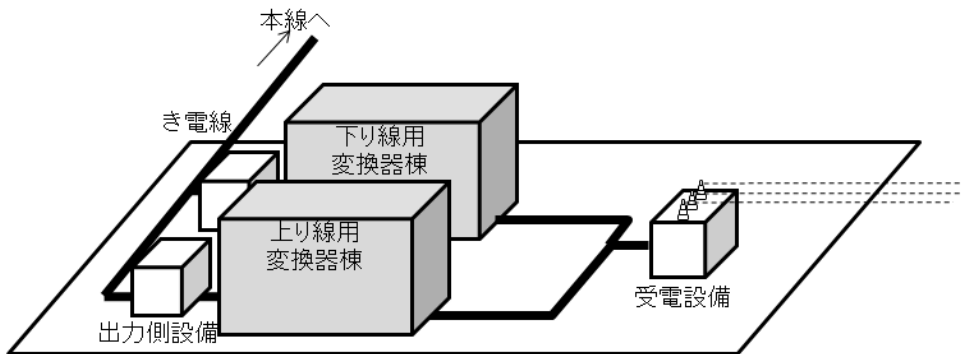 本線へ
き電線
下り線用
変換器棟
上り線用
変換器棟
受電設備
出力側設備